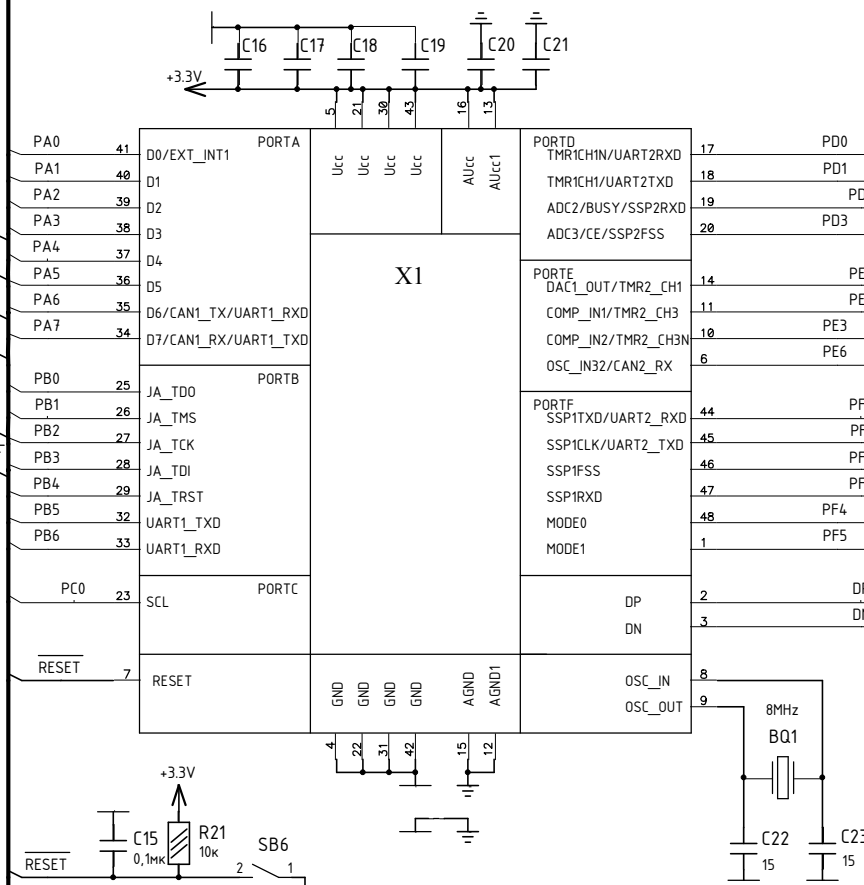 C16 C17 C18 C19 C20 C21
+3.3V
5 21 30 43 16 13
PA0 41 D0/EXT_INT1 PORTA Ucc Ucc Ucc Ucc AUcc AUcc1 PORTD TMR1CH1N/UART2RXD 17 PD0
PA1 40 D1 TMR1CH1/UART2TXD 18 PD1
PA2 39 D2 ADC2/BUSY/SSP2RXD 19
PA3 38 D3 ADC3/CE/SSP2FSS 20 PD3
PA4 37 D4
X1
PORTE
PA5 36 D5 DAC1_OUT/TMR2_CH1 14 PE
PA6 35 D6/CAN1_TX/UART1_RXD COMP_IN1/TMR2_CH3 11 PE
PA7 34 D7/CAN1_RX/UART1_TXD COMP_IN2/TMR2_CH3N 10 PE3
OSC_IN32/CAN2_RX 6 PE6
PORTB
PB0 25 JA_TDO
PORTF
PB1 26 JA_TMS SSP1TXD/UART2_RXD 44 PF
PB2 27 JA_TCK SSP1CLK/UART2_TXD 45 PF
PB3 28 JA_TDI SSP1FSS 46 PF
PB4 29 JA_TRST SSP1RXD 47 PF
PB5 32 UART1_TXD MODE0 48 PF4
PB6 33 UART1_RXD MODE1 1 PF5
PC0 23 SCL PORTC DP 2
DN 3
RESET 7 RESET GND GND GND GND AGND AGND1 OSC_IN 8
OSC_OUT 9
4 22 31 42 15 12
8MHz
BQ1
+3.3V
C15 0,1мк
R21 10к
SB6
2 1
RESET
C22 15
C23 15